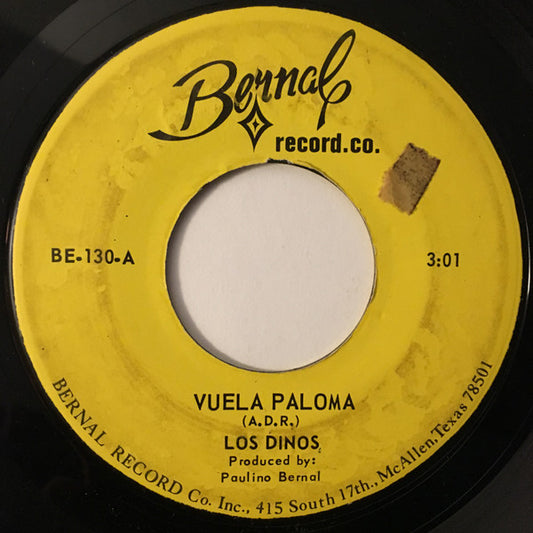 Bernal
record.co.
BE-130-A
3:01
VUELA PALOMA
(A.D.R.)
LOS DINOS
Produced by:
Paulino Bernal
BERNAL RECORD Co. Inc., 415 South 17th., McAllen, Texas 78501